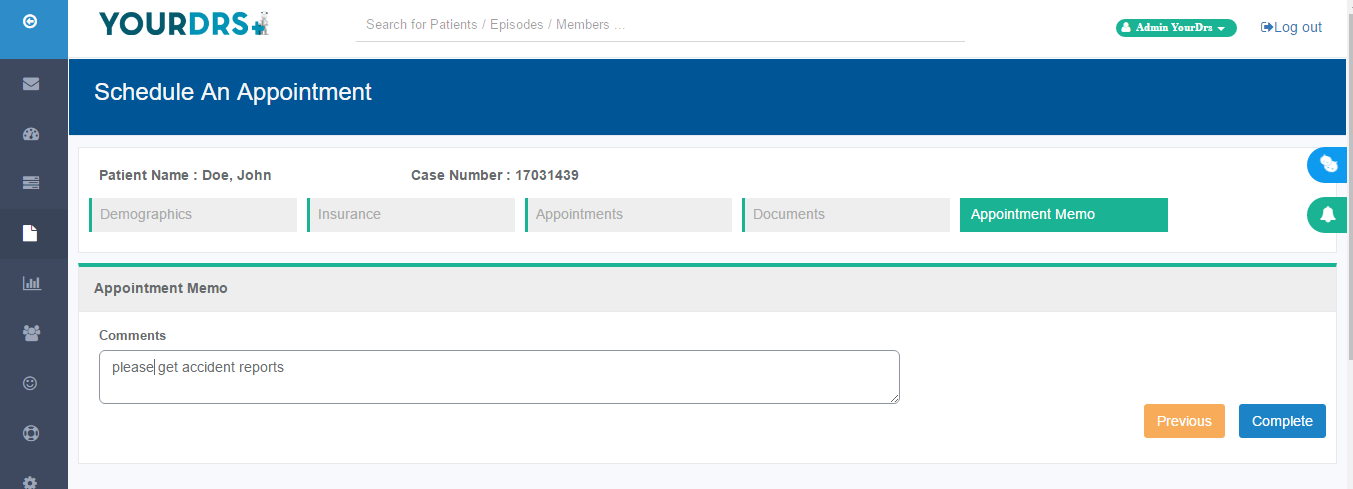 YOURDRS
Search for Patients / Episodes / Members ...
Admin YourDrs
Log out
Schedule An Appointment
Patient Name : Doe, John
Case Number : 17031439
Demographics
Insurance
Appointments
Documents
Appointment Memo
Appointment Memo
Comments
please get accident reports
Previous
Complete